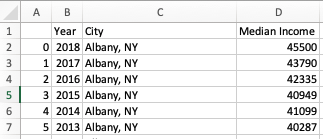 A B C D
1 Year City Median Income
2 0 2018 Albany, NY 45500
3 1 2017 Albany, NY 43790
4 2 2016 Albany, NY 42335
5 3 2015 Albany, NY 40949
6 4 2014 Albany, NY 41099
7 5 2013 Albany, NY 40287